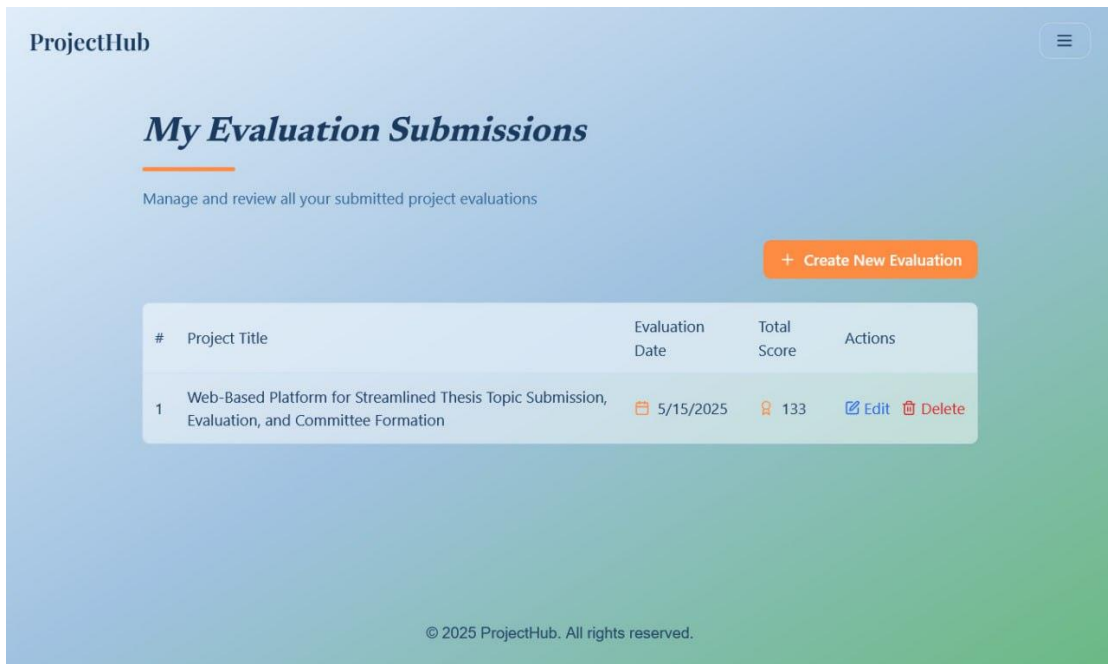 ProjectHub
My Evaluation Submissions
Manage and review all your submitted project evaluations
+ Create New Evaluation
# Project Title Evaluation Date Total Score Actions
1 Web-Based Platform for Streamlined Thesis Topic Submission,
Evaluation, and Committee Formation 5/15/2025 133 Edit Delete
© 2025 ProjectHub. All rights reserved.